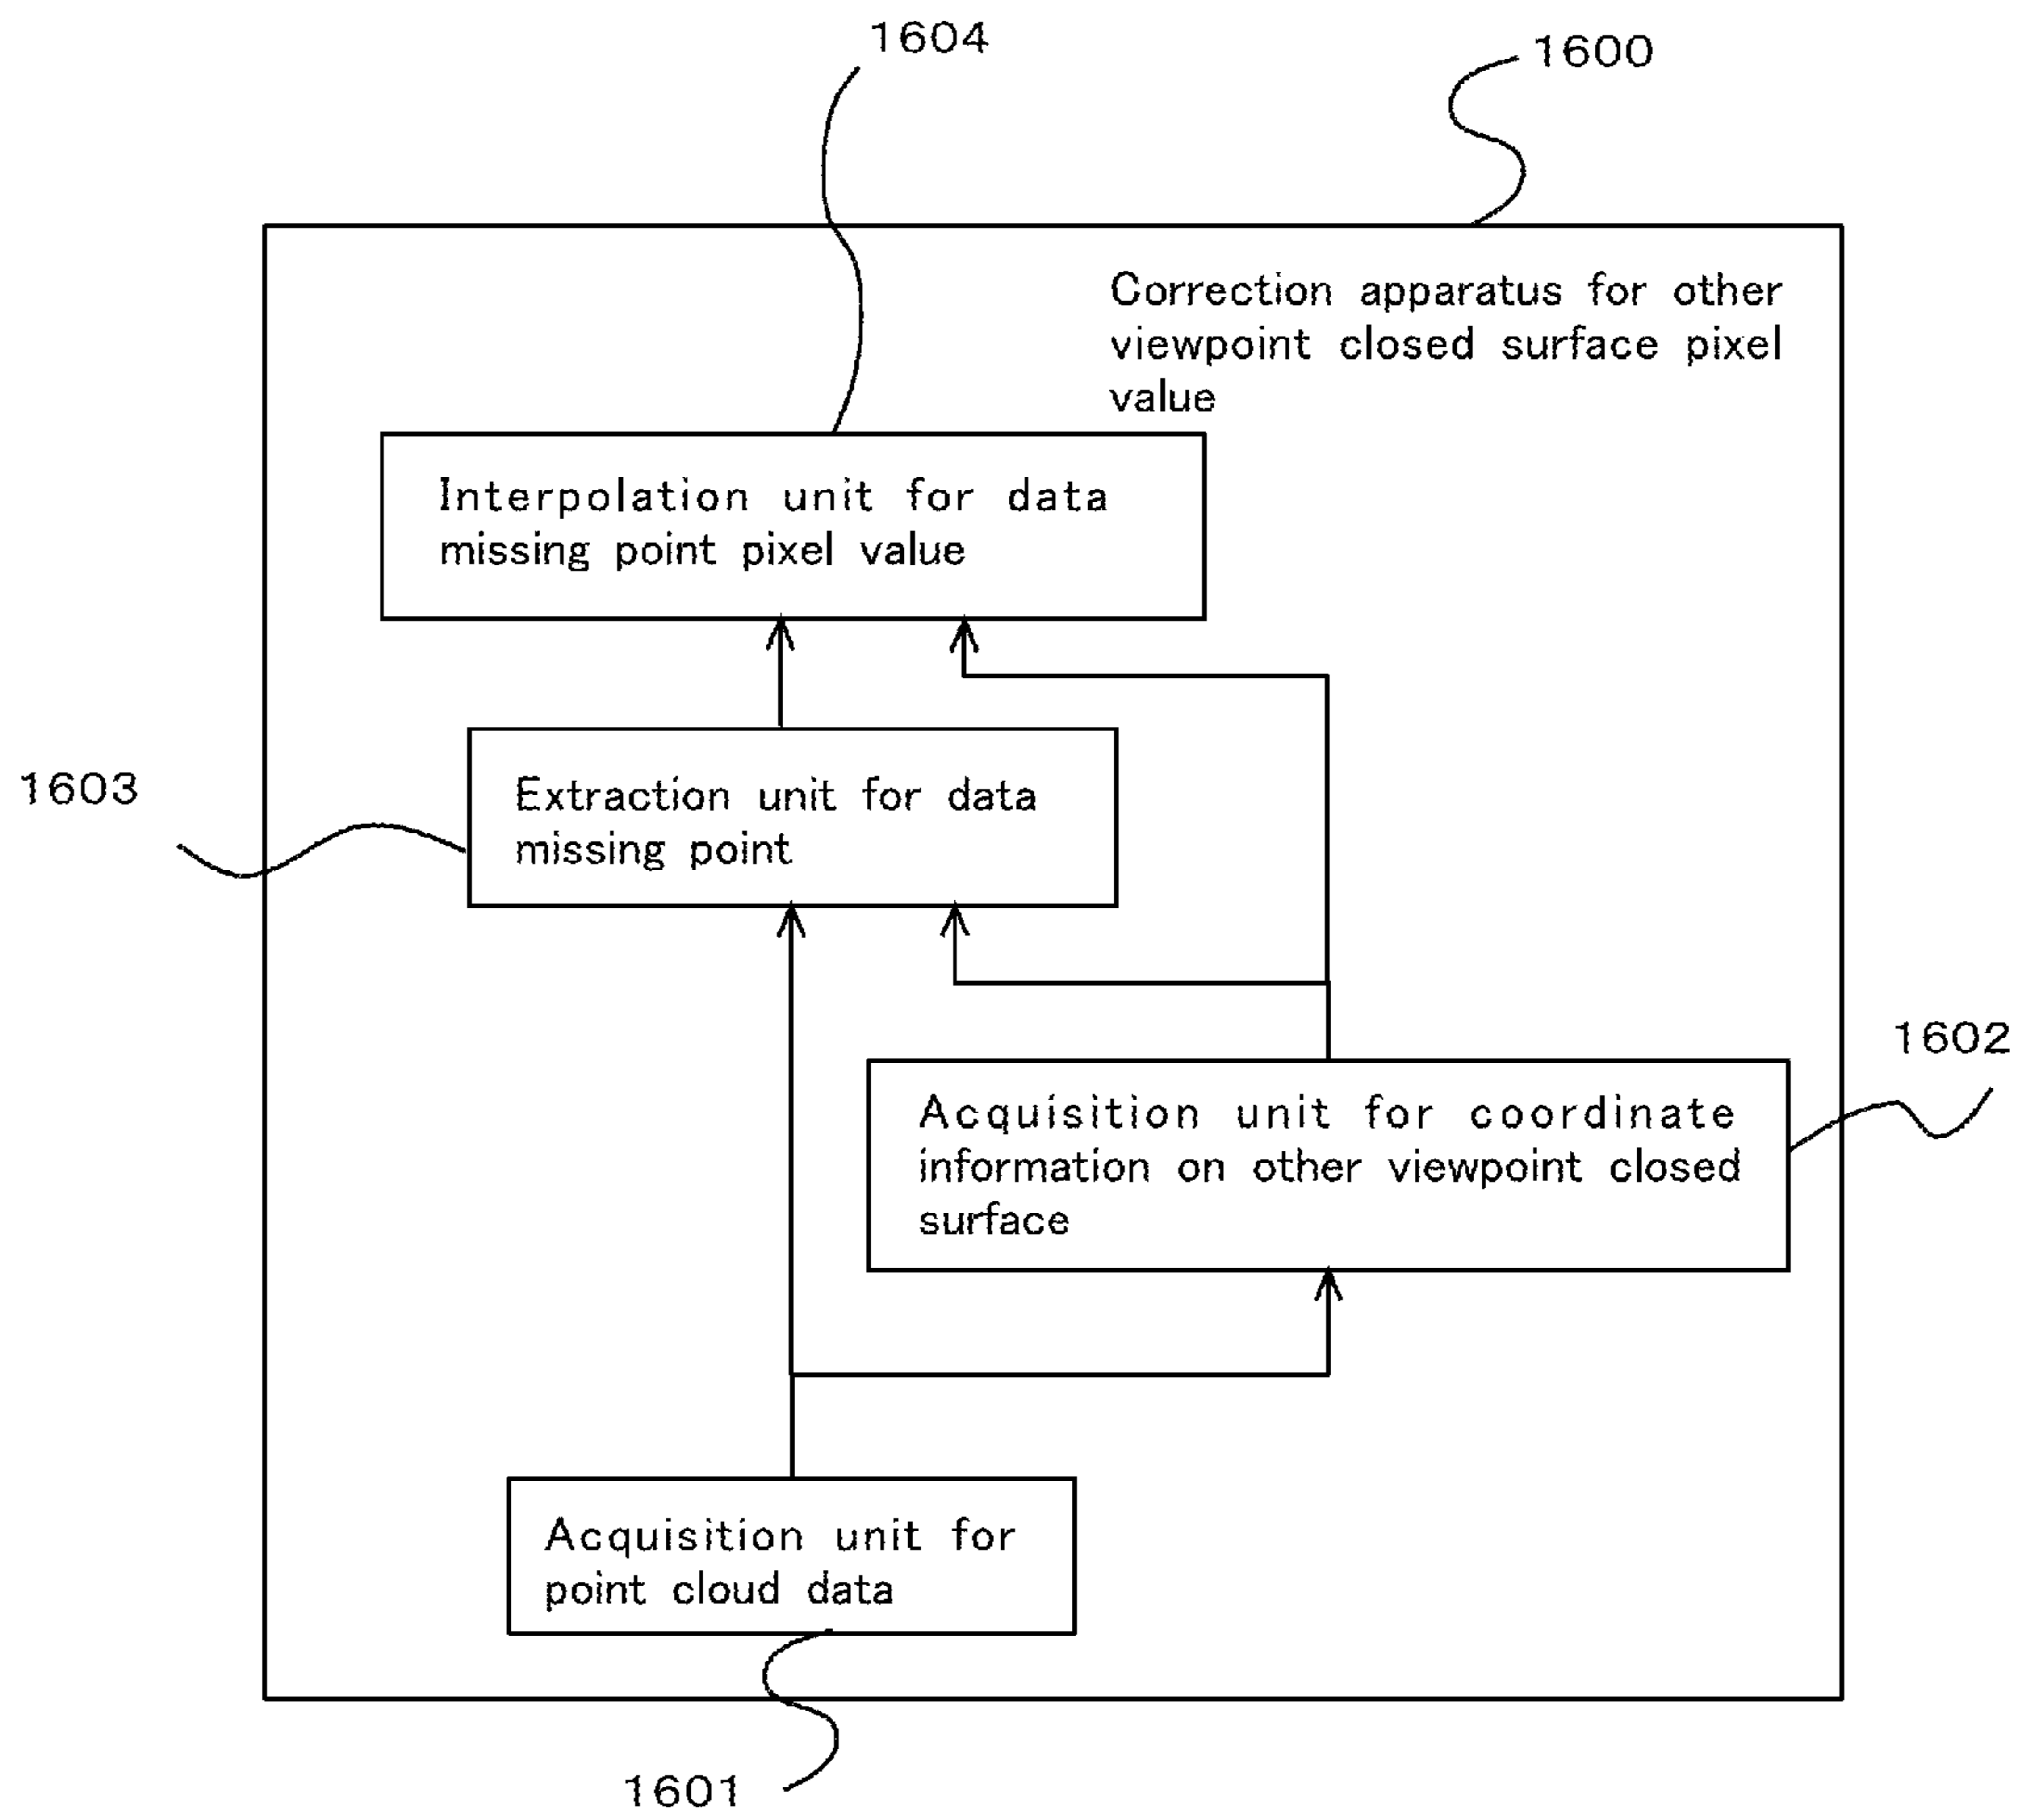 1604
1600
Correction apparatus for other
viewpoint closed surface pixel
value
Interpolation unit for data
missing point pixel value
1603
Extraction unit for data
missing point
1602
Acquisition unit for coordinate
information on other viewpoint closed
surface
Acquisition unit for
point cloud data
1601